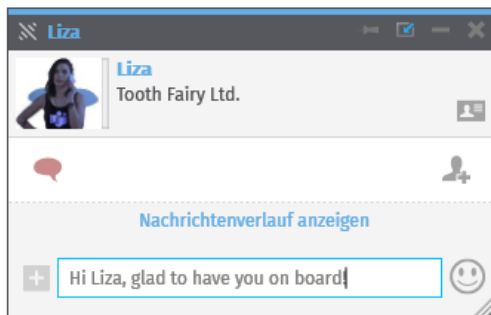 Liza
Liza
Tooth Fairy Ltd.
Nachrichtenverlauf anzeigen
Hi Liza, glad to have you on board!